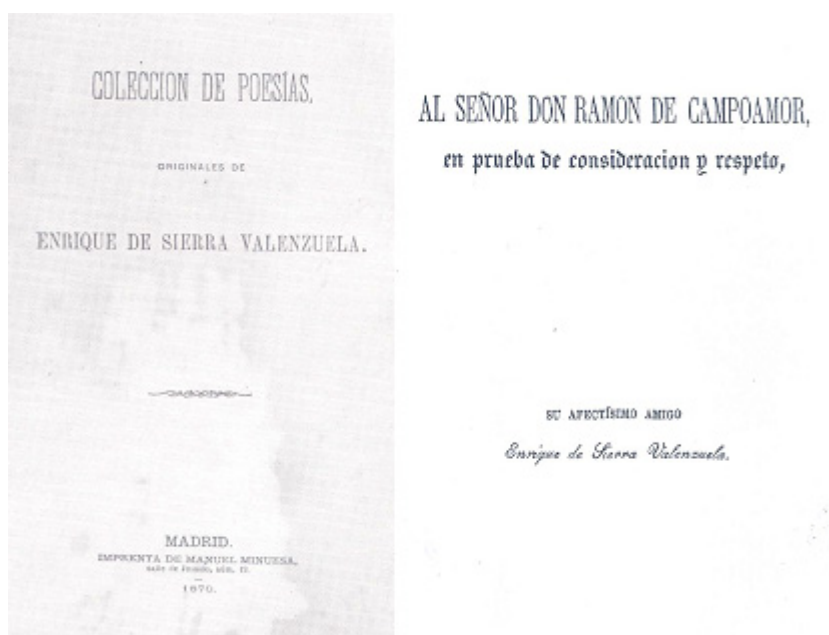 COLECCION DE POESÍAS,
ORIGINALES DE
ENRIQUE DE SIERRA VALENZUELA.
MADRID.
IMPRENTA DE MANUEL MINUESA,
1870.
AL SEÑOR DON RAMON DE CAMPOAMOR,
en prueba de consideracion y respeto,
SU AFECTÍSIMO AMIGO
Enrique de Sierra Valenzuela.